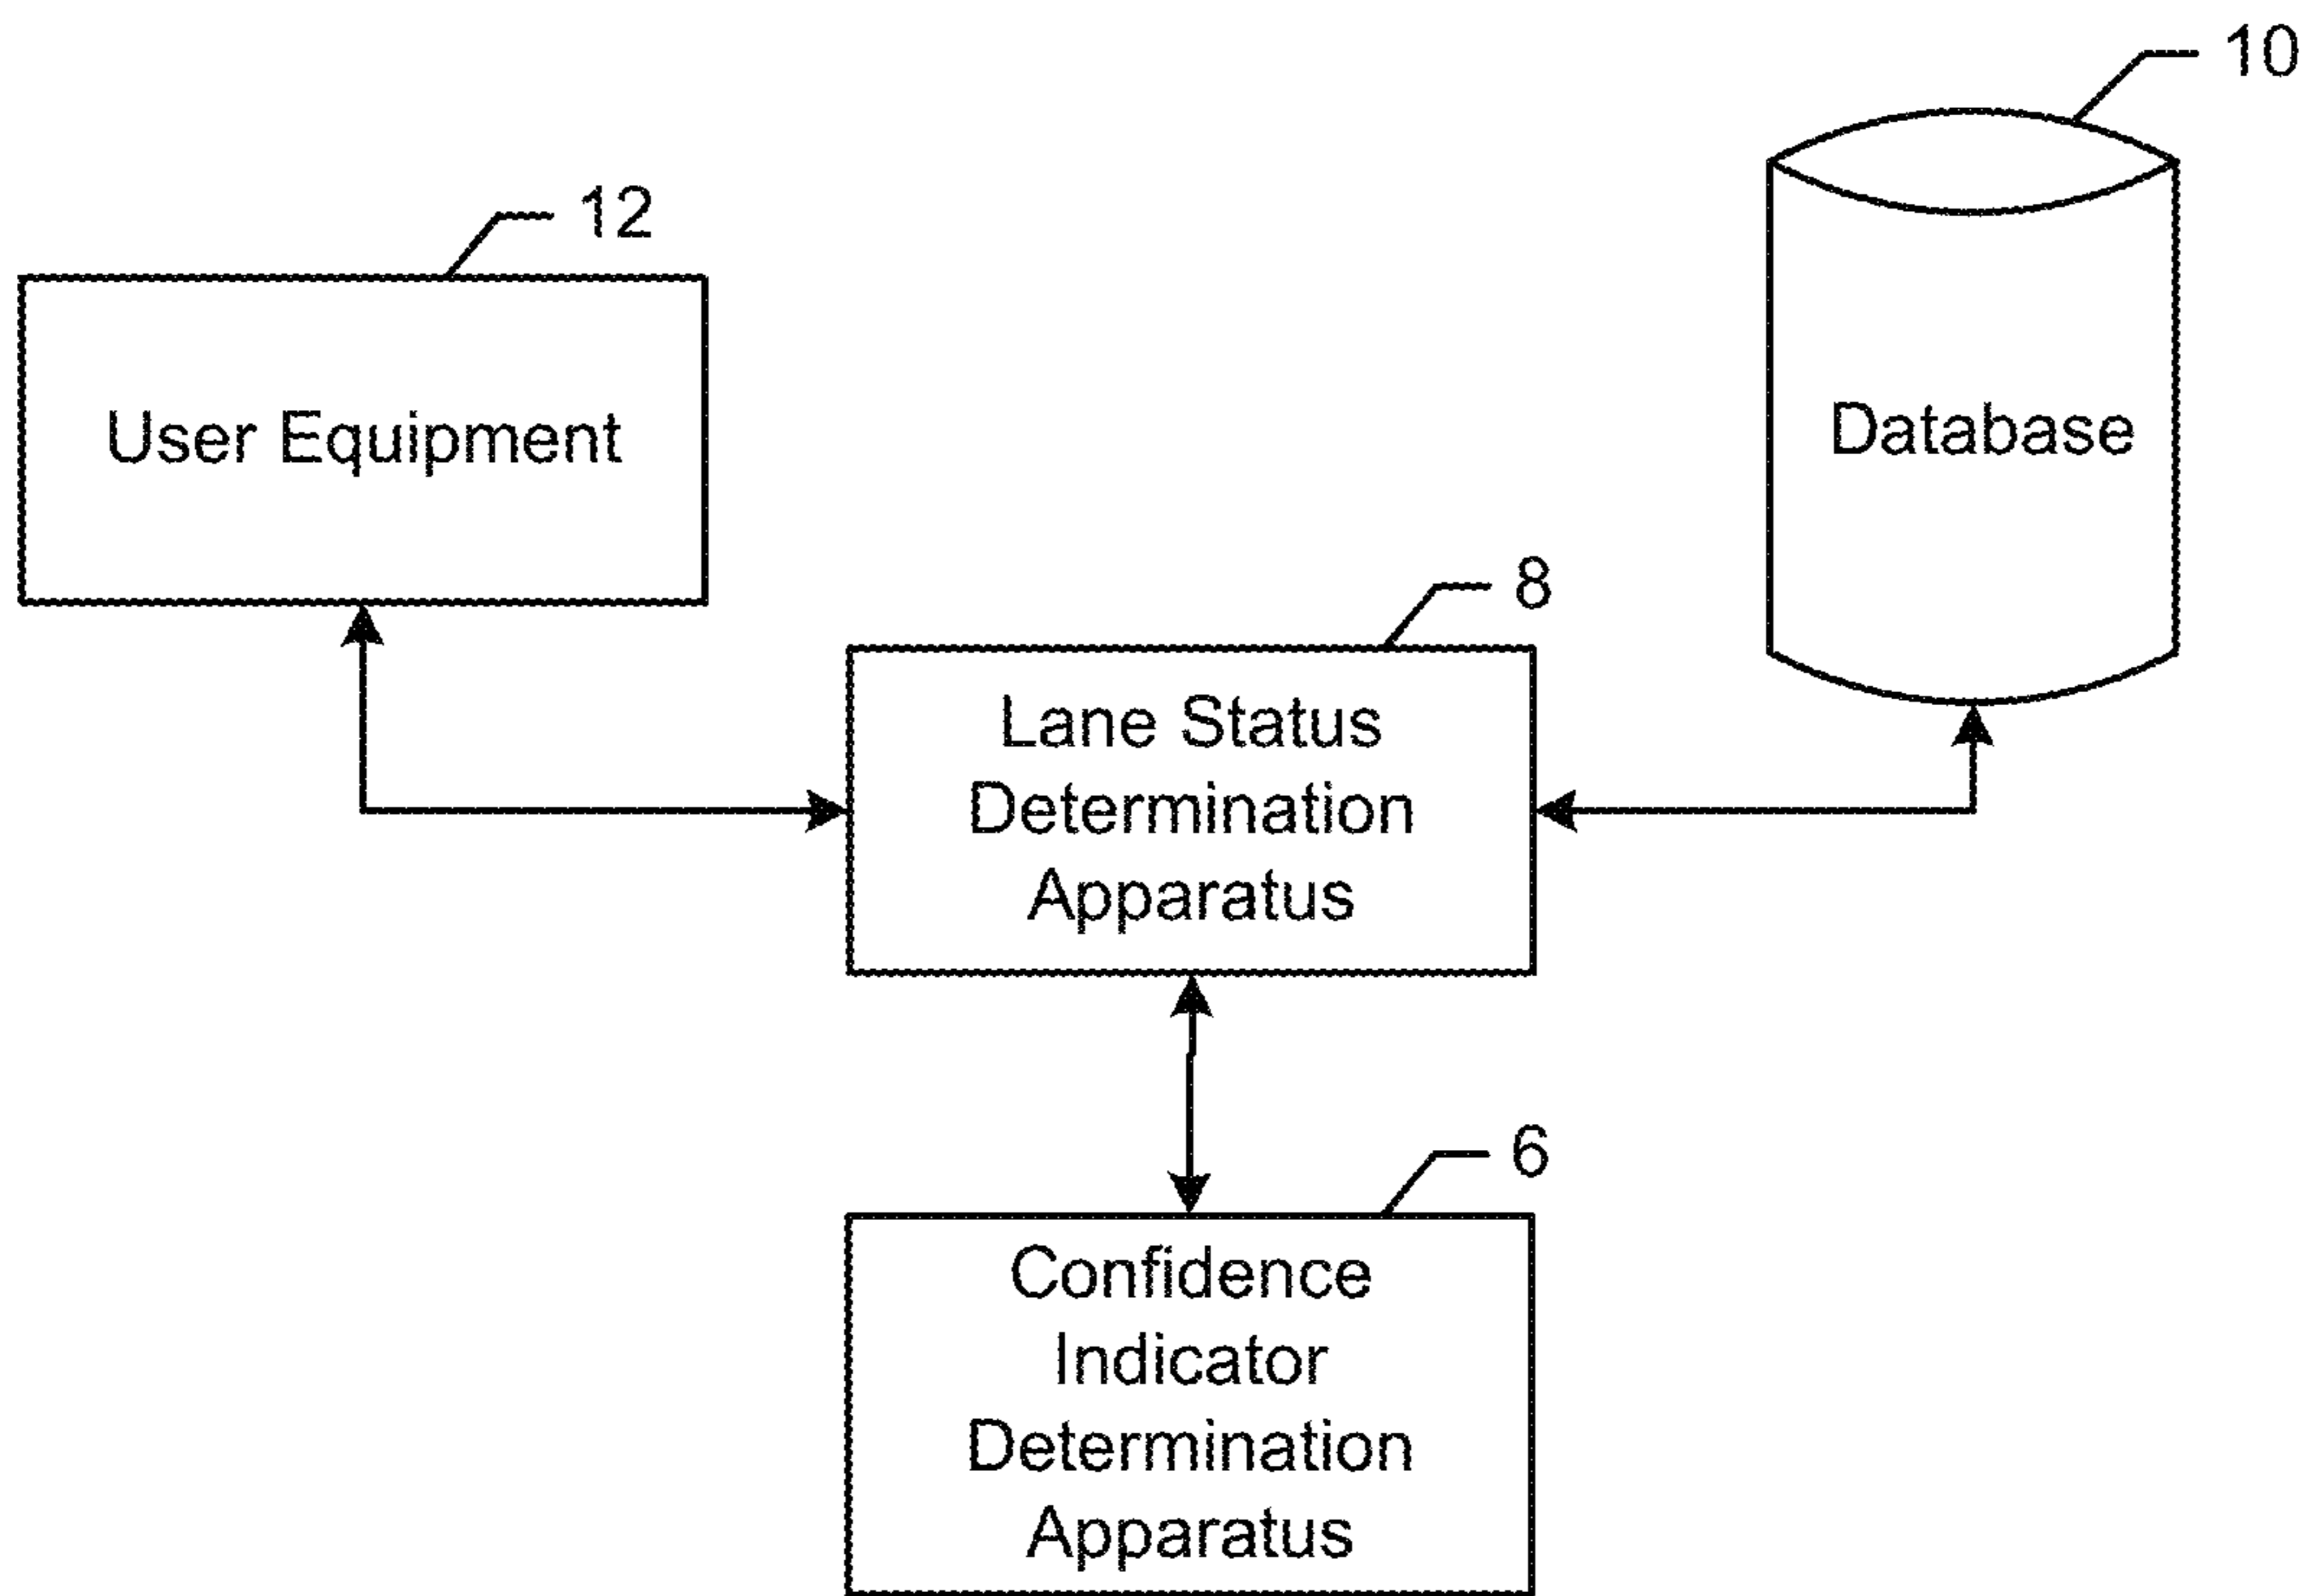 10
12
User Equipment
Database
8
Lane Status
Determination
Apparatus
6
Confidence
Indicator
Determination
Apparatus